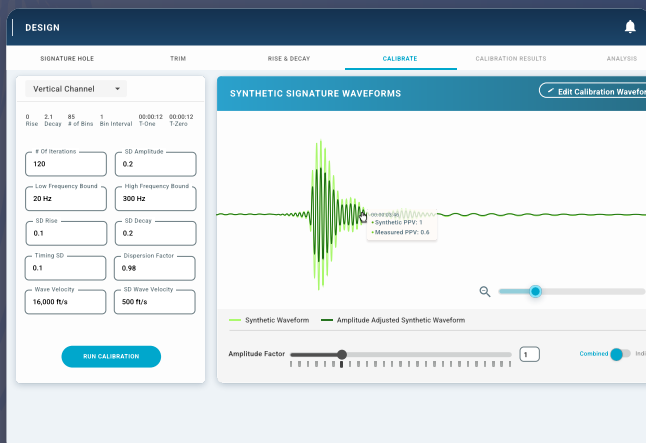 DESIGN
SIGNATURE HOLE TRIM RISE & DECAY CALIBRATE CALIBRATION RESULTS ANALYSIS
Vertical Channel
0 2.1 85 1 00:00:12 00:00:12
Rise Decay # of Bins Bin Interval T-One T-Zero
# Of Iterations
120
SD Amplitude
0.2
Low Frequency Bound
20 Hz
High Frequency Bound
300 Hz
SD Rise
0.1
SD Decay
0.2
Timing SD
0.1
Dispersion Factor
0.98
Wave Velocity
16,000 ft/s
SD Wave Velocity
500 ft/s
RUN CALIBRATION
SYNTHETIC SIGNATURE WAVEFORMS
Edit Calibration Wavefor
Synthetic PPV: 1
Measured PPV: 0.6
Synthetic Waveform Amplitude Adjusted Synthetic Waveform
Amplitude Factor 1 Combined Indi